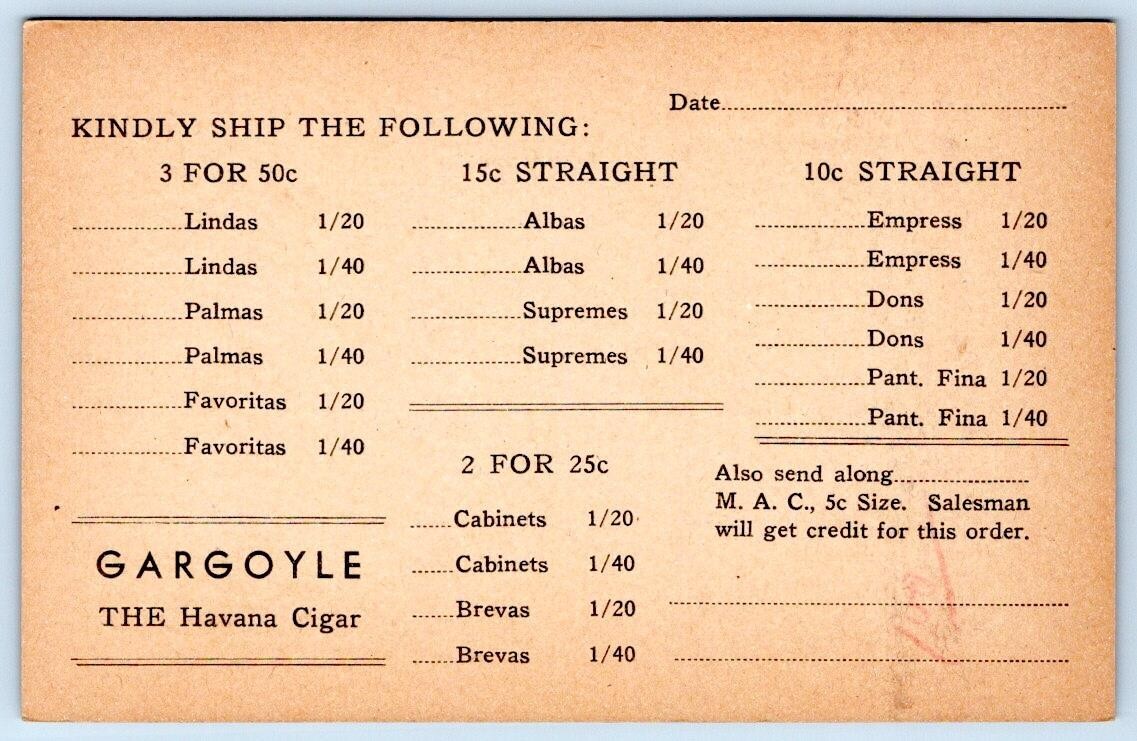 Date
KINDLY SHIP THE FOLLOWING:
3 FOR 50c
Lindas 1/20
Lindas 1/40
Palmas 1/20
Palmas 1/40
Favoritas 1/20
Favoritas 1/40
GARGOYLE
THE Havana Cigar
15c STRAIGHT
Albas 1/20
Albas 1/40
Supremes 1/20
Supremes 1/40
2 FOR 25c
Cabinets 1/20
Cabinets 1/40
Brevas 1/20
Brevas 1/40
10c STRAIGHT
Empress 1/20
Empress 1/40
Dons 1/20
Dons 1/40
Pant. Fina 1/20
Pant. Fina 1/40
Also send along
M. A. C., 5c Size. Salesman
will get credit for this order.